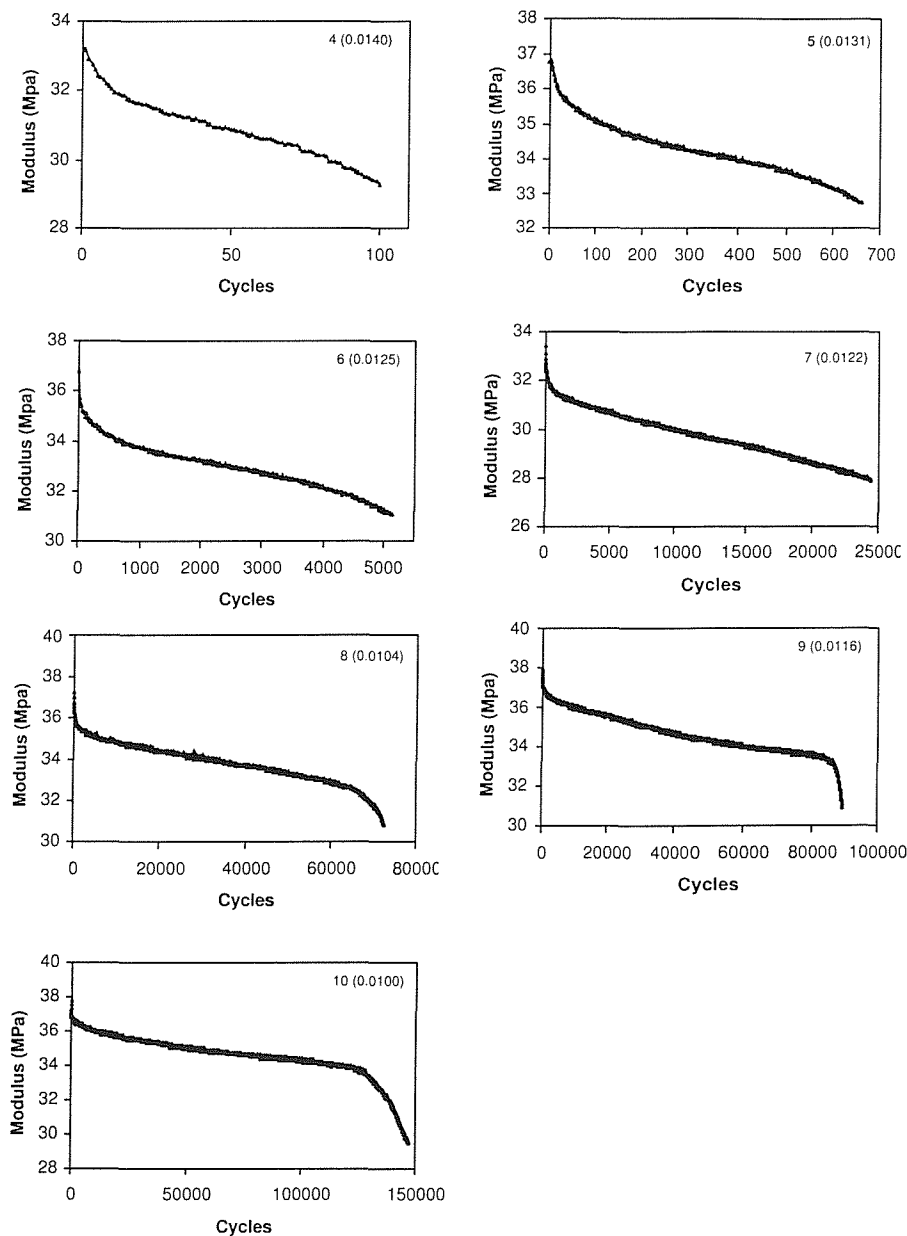 4 (0.0140)
Modulus (Mpa)
34
32
30
28
0 50 100
Cycles
5 (0.0131)
Modulus (MPa)
38
37
36
35
34
33
32
0 100 200 300 400 500 600 700
Cycles
6 (0.0125)
Modulus (Mpa)
38
36
34
32
30
0 1000 2000 3000 4000 5000
Cycles
7 (0.0122)
Modulus (MPa)
34
32
30
28
26
0 5000 10000 15000 20000 25000
Cycles
8 (0.0104)
Modulus (Mpa)
40
38
36
34
32
30
0 20000 40000 60000 80000
Cycles
9 (0.0116)
Modulus (Mpa)
40
38
36
34
32
30
0 20000 40000 60000 80000 100000
Cycles
10 (0.0100)
Modulus (MPa)
40
38
36
34
32
30
28
0 50000 100000 150000
Cycles